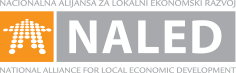 NACIONALNA ALIJANSA ZA LOKALNI EKONOMSKI RAZVOJ
NALED
NATIONAL ALLIANCE FOR LOCAL ECONOMIC DEVELOPMENT